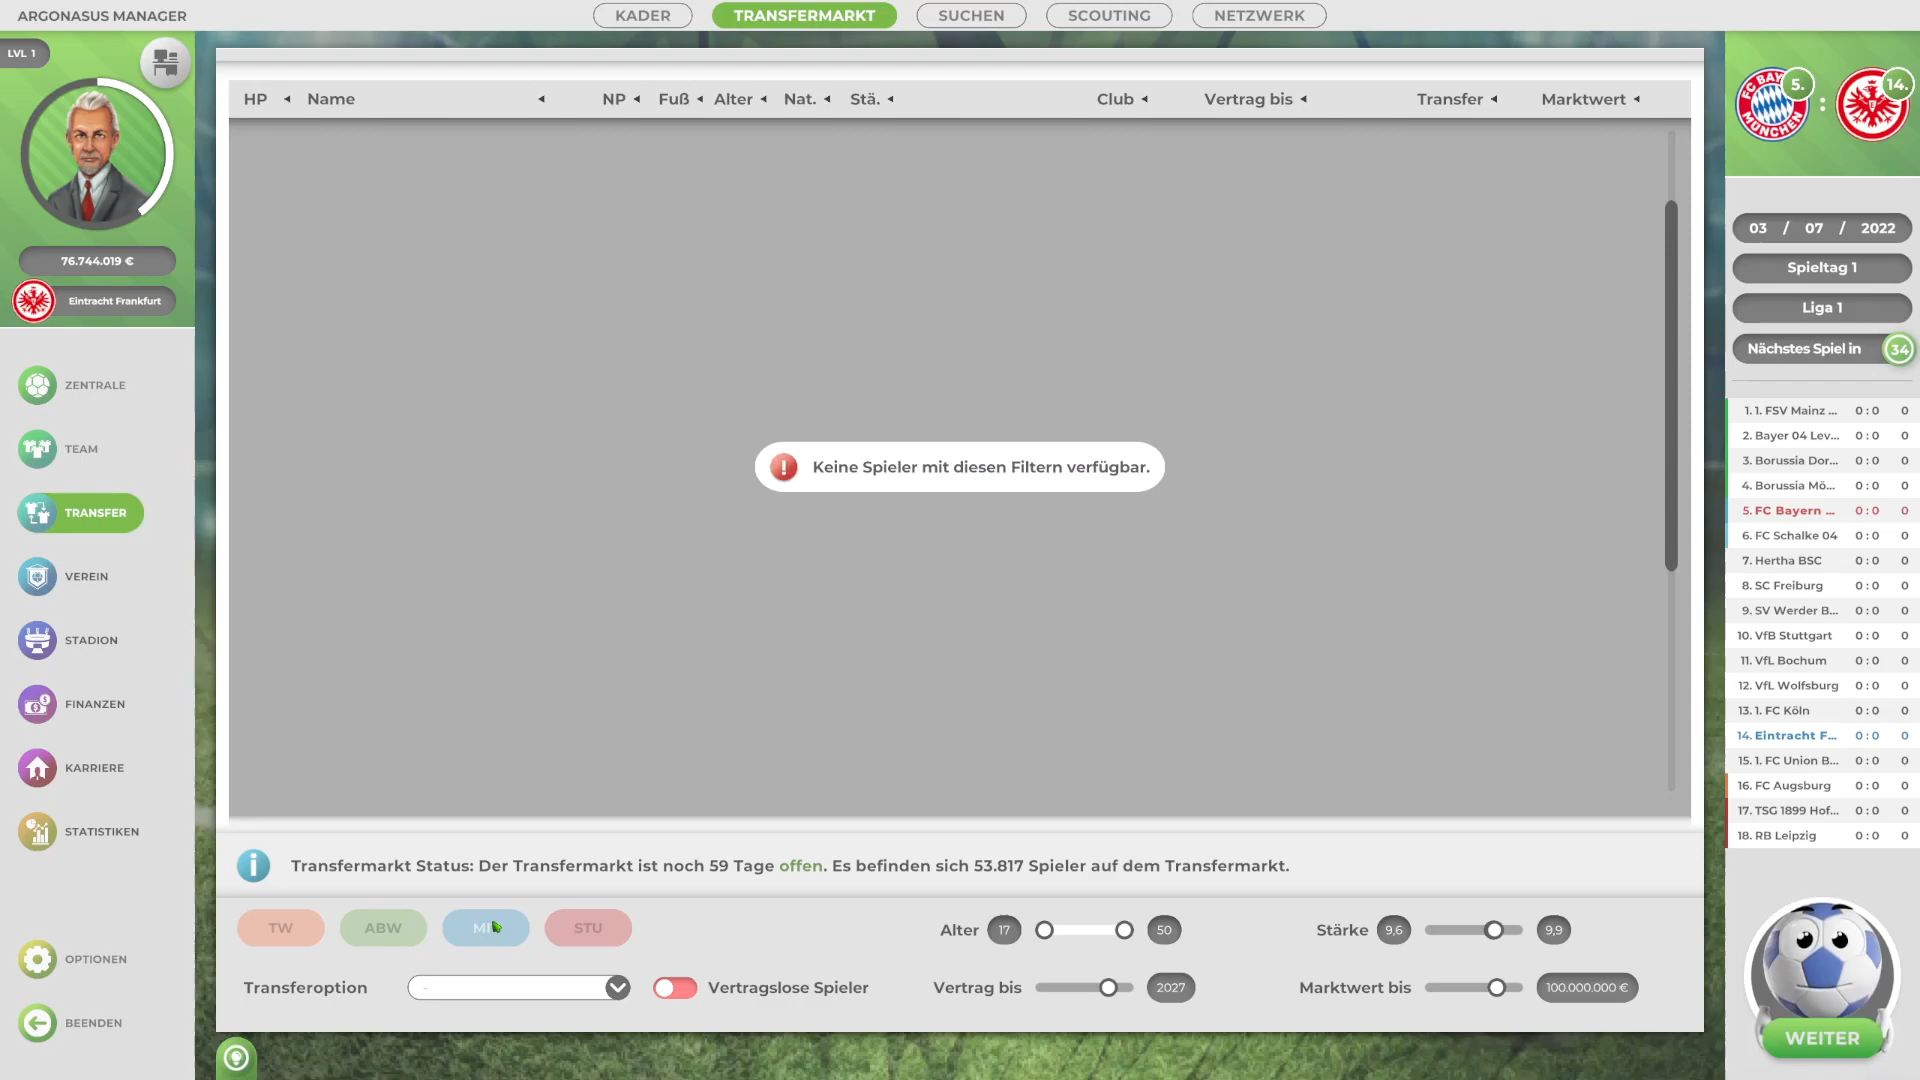 ARGONASUS MANAGER
KADER
TRANSFERMARKT
SUCHEN
SCOUTING
NETZWERK
LVL 1
76.744.019 €
Eintracht Frankfurt
ZENTRALE
TEAM
TRANSFER
VEREIN
STADION
FINANZEN
KARRIERE
STATISTIKEN
OPTIONEN
BEENDEN
HP Name NP Fuß Alter Nat. Stä. Club Vertrag bis Transfer Marktwert
Keine Spieler mit diesen Filtern verfügbar.
Transfermarkt Status: Der Transfermarkt ist noch 59 Tage offen. Es befinden sich 53.817 Spieler auf dem Transfermarkt.
TW ABW STU
Alter 17 50
Stärke 9,6 9,9
Transferoption -
Vertragslose Spieler
Vertrag bis 2027
Marktwert bis 100.000.000 €
FC BAYERN MÜNCHEN
5. : 14.
03 / 07 / 2022
Spieltag 1
Liga 1
Nächstes Spiel in 34
1. 1. FSV Mainz ... 0 : 0 0
2. Bayer 04 Lev... 0 : 0 0
3. Borussia Dor... 0 : 0 0
4. Borussia Mö... 0 : 0 0
5. FC Bayern ... 0 : 0 0
6. FC Schalke 04 0 : 0 0
7. Hertha BSC 0 : 0 0
8. SC Freiburg 0 : 0 0
9. SV Werder B... 0 : 0 0
10. VfB Stuttgart 0 : 0 0
11. VfL Bochum 0 : 0 0
12. VfL Wolfsburg 0 : 0 0
13. 1. FC Köln 0 : 0 0
14. Eintracht F... 0 : 0 0
15. 1. FC Union B... 0 : 0 0
16. FC Augsburg 0 : 0 0
17. TSG 1899 Hof... 0 : 0 0
18. RB Leipzig 0 : 0 0
WEITER